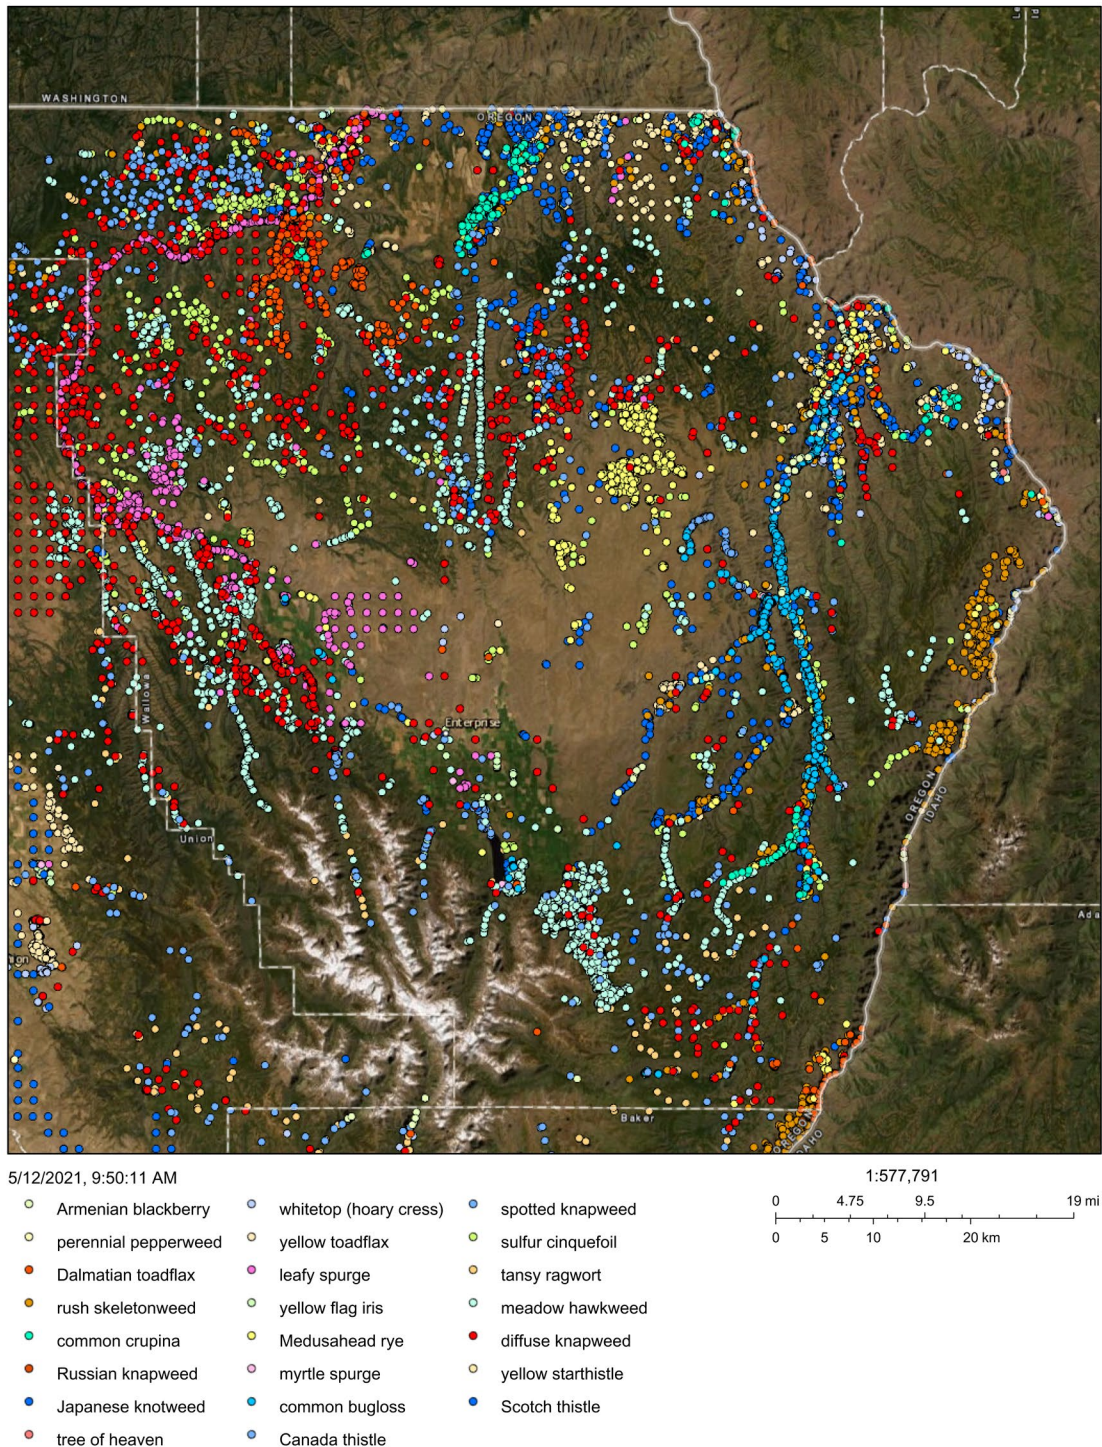 Le
Id
WASHINGTON
OREGON
Wallowa
Enterprise
OREGON
IDAHO
Union
Ada
Baker
OREGON
5/12/2021, 9:50:11 AM
1:577,791
0 4.75 9.5 19 mi
0 5 10 20 km
Armenian blackberry
perennial pepperweed
Dalmatian toadflax
rush skeletonweed
common crupina
Russian knapweed
Japanese knotweed
tree of heaven
whitetop (hoary cress)
yellow toadflax
leafy spurge
yellow flag iris
Medusahead rye
myrtle spurge
common bugloss
Canada thistle
spotted knapweed
sulfur cinquefoil
tansy ragwort
meadow hawkweed
diffuse knapweed
yellow starthistle
Scotch thistle